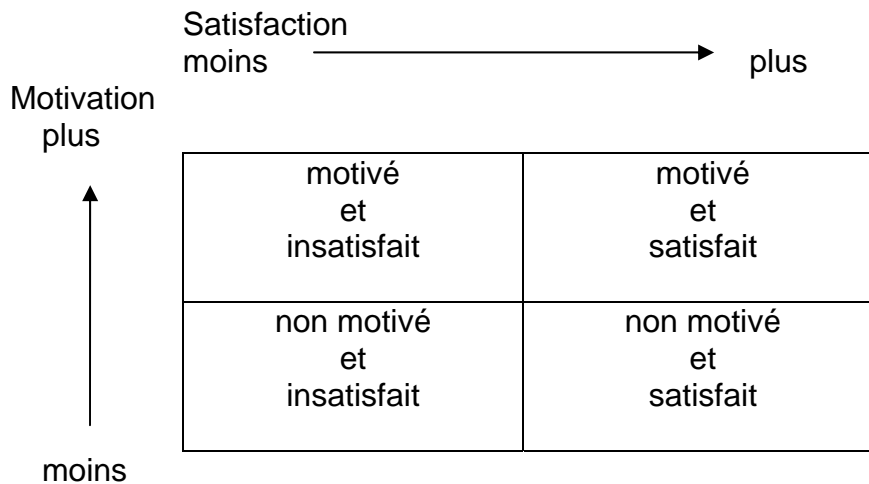 Satisfaction
moins plus
Motivation
plus
motivé motivé
et et
insatisfait satisfait
non motivé non motivé
et et
insatisfait satisfait
moins